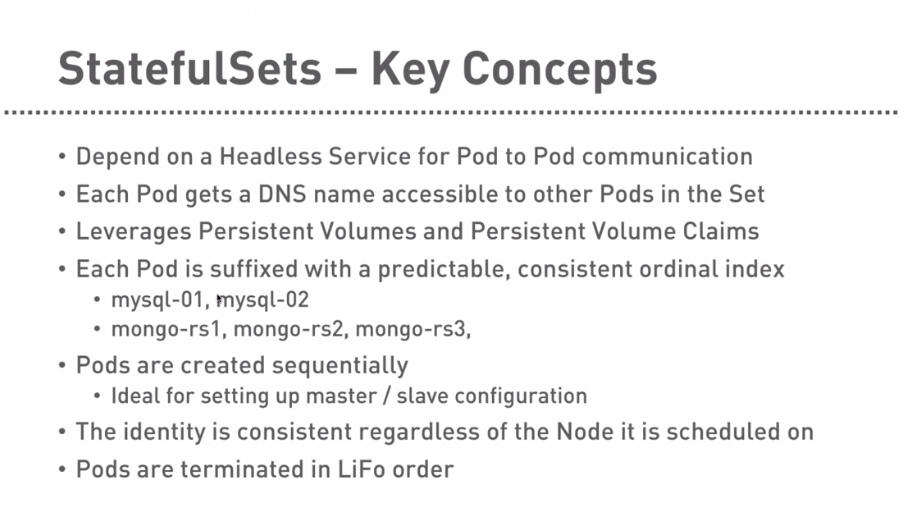 StatefulSets – Key Concepts
• Depend on a Headless Service for Pod to Pod communication
• Each Pod gets a DNS name accessible to other Pods in the Set
• Leverages Persistent Volumes and Persistent Volume Claims
• Each Pod is suffixed with a predictable, consistent ordinal index
• mysql-01, mysql-02
• mongo-rs1, mongo-rs2, mongo-rs3,
• Pods are created sequentially
• Ideal for setting up master / slave configuration
• The identity is consistent regardless of the Node it is scheduled on
• Pods are terminated in LiFo order